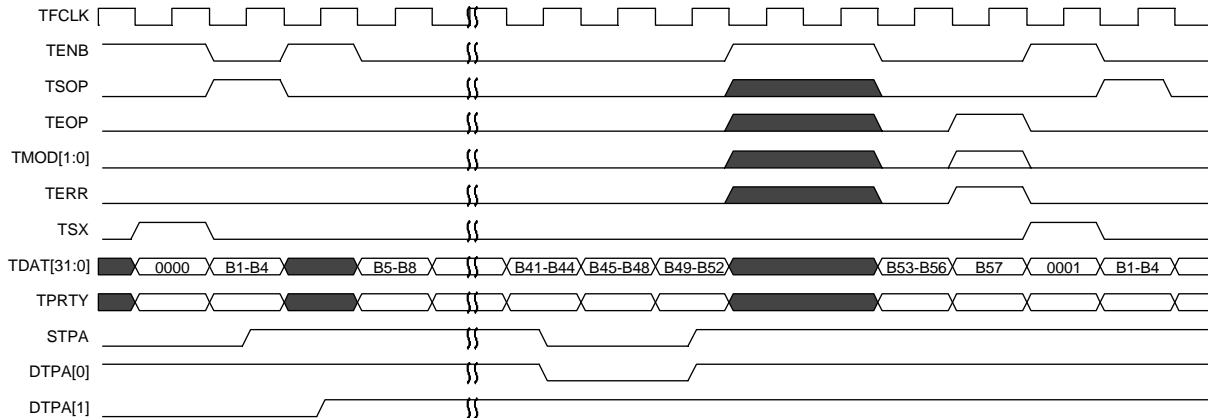 TFCLK
TENB
TSOP
TEOP
TMOD[1:0]
TERR
TSX
TDAT[31:0] 0000 B1-B4 B5-B8 B41-B44 B45-B48 B49-B52 B53-B56 B57 0001 B1-B4
TPRTY
STPA
DTPA[0]
DTPA[1]